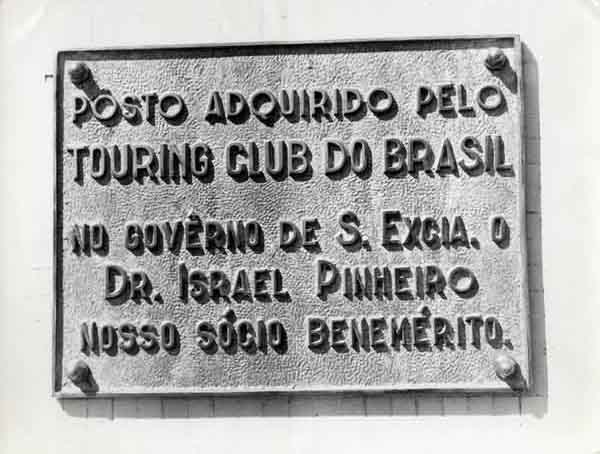 POSTO ADQUIRIDO PELO
TOURING CLUB DO BRASIL
NO GOVÊRNO DE S. EXCIA. O
DR. ISRAEL PINHEIRO
NOSSO SÓCIO BENEMÉRITO.